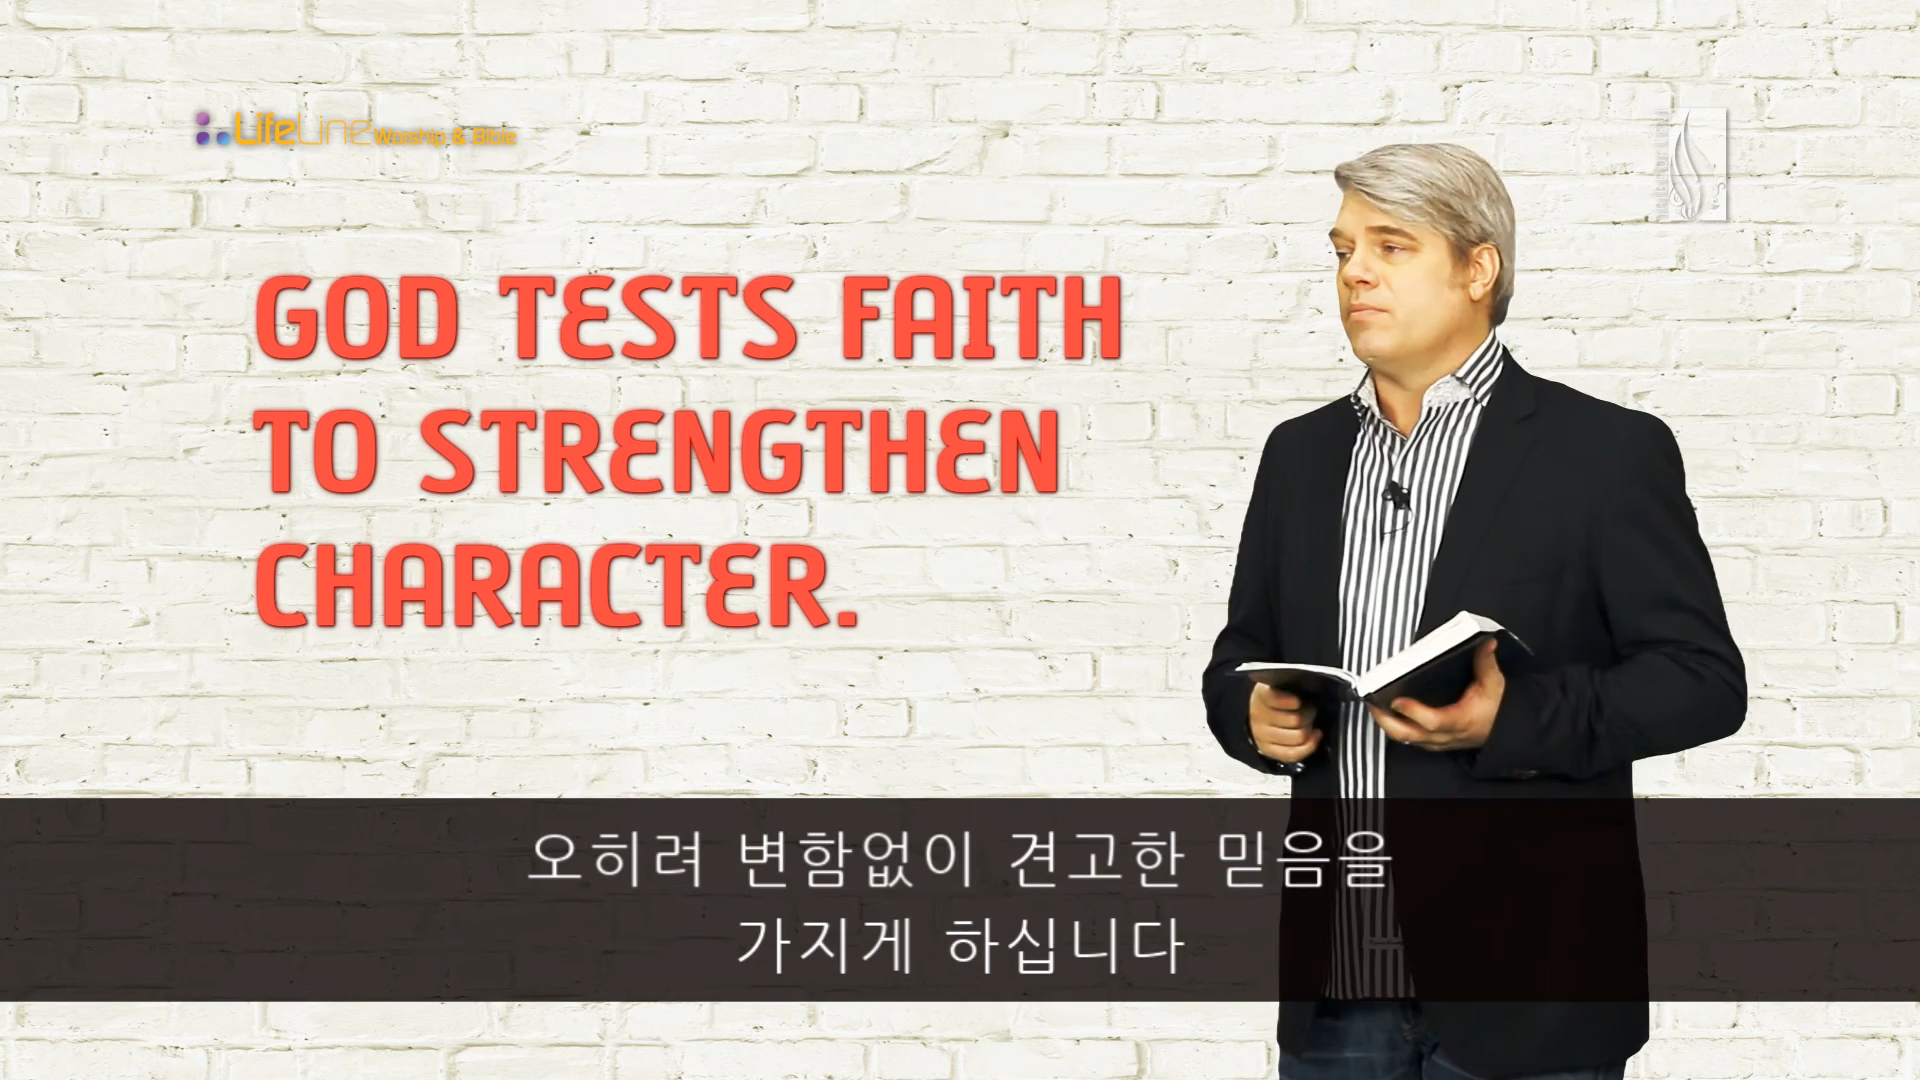 LifeLine Worship & Bible
GOD TESTS FAITH
TO STRENGTHEN
CHARACTER.
오히려 변함없이 견고한 믿음을
가지게 하십니다